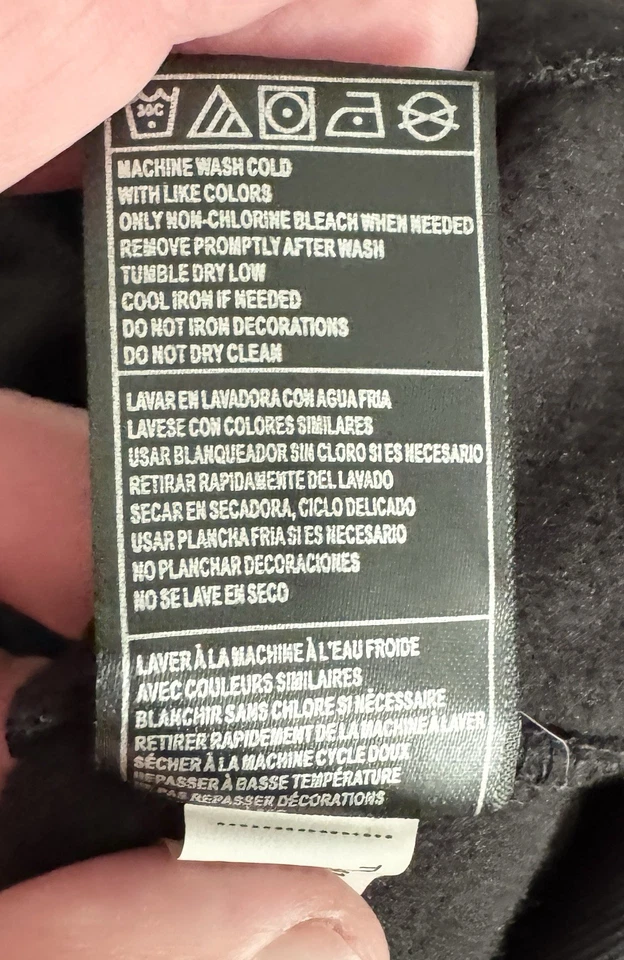 30C
MACHINE WASH COLD
WITH LIKE COLORS
ONLY NON-CHLORINE BLEACH WHEN NEEDED
REMOVE PROMPTLY AFTER WASH
TUMBLE DRY LOW
COOL IRON IF NEEDED
DO NOT IRON DECORATIONS
DO NOT DRY CLEAN
LAVAR EN LAVADORA CON AGUA FRIA
LAVESE CON COLORES SIMILARES
USAR BLANQUEADOR SIN CLORO SI ES NECESARIO
RETIRAR RAPIDAMENTE DEL LAVADO
SECAR EN SECADORA, CICLO DELICADO
USAR PLANCHA FRIA SI ES NECESARIO
NO PLANCHAR DECORACIONES
NO SE LAVE EN SECO
LAVER À LA MACHINE À L'EAU FROIDE
AVEC COULEURS SIMILAIRES
BLANCHIR SANS CHLORE SI NÈCESSAIRE
RETIRER RAPIDEMENT DE LA MACHINE À LAVER
SÉCHER À LA MACHINE CYCLE DOUX
REPASSER À BASSE TEMPÉRATURE
PAS REPASSER DÉCORATIONS